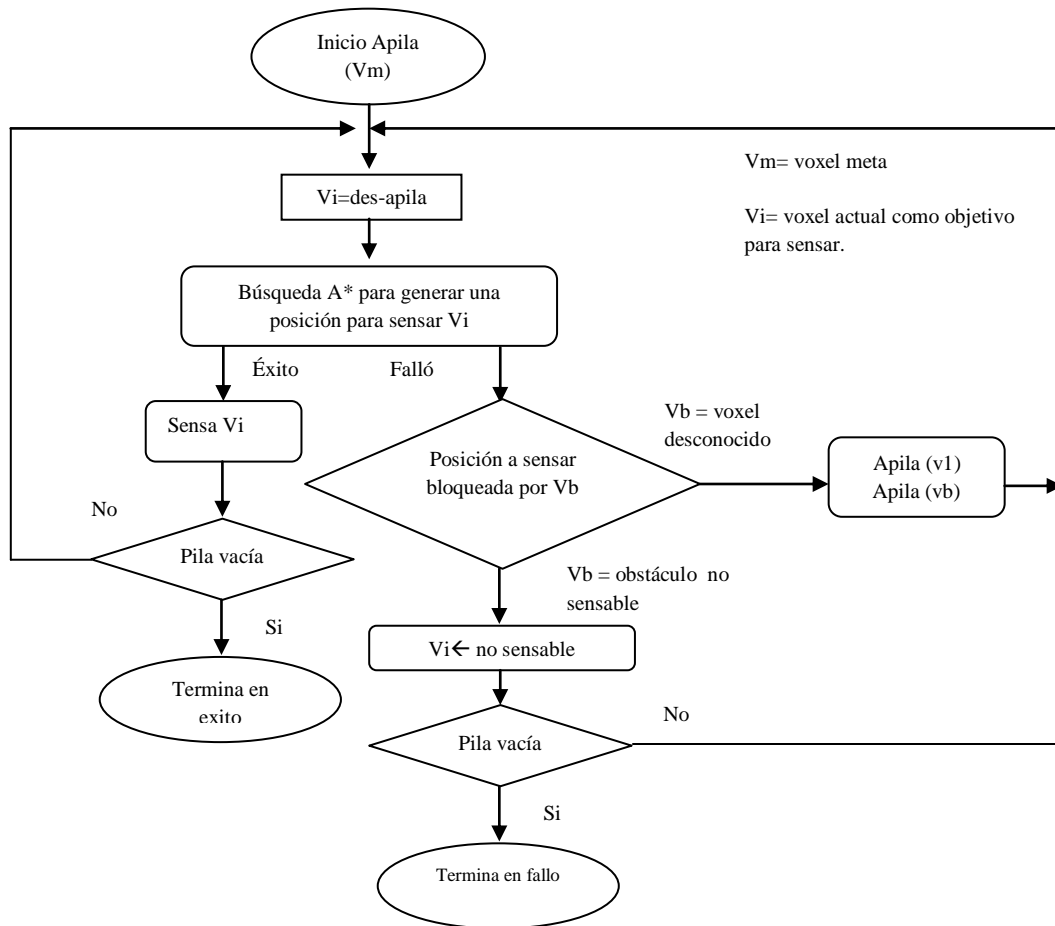 Inicio Apila
(Vm)
Vm= voxel meta
Vi=des-apila
Vi= voxel actual como objetivo
para sensar.
Búsqueda A* para generar una
posición para sensar Vi
Éxito
Falló
Sensa Vi
Vb = voxel
desconocido
Posición a sensar
bloqueada por Vb
Apila (v1)
Apila (vb)
No
Pila vacía
Vb = obstáculo no
sensable
Si
Vi← no sensable
Termina en
exito
No
Pila vacía
Si
Termina en fallo